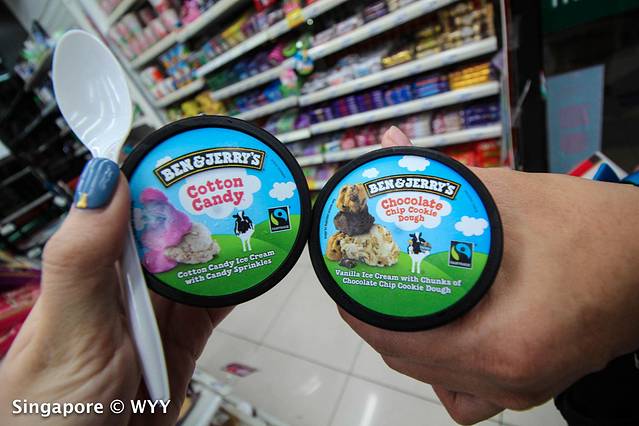 BEN & JERRY'S
Cotton
Candy
Cotton Candy Ice Cream
with Candy Sprinkles
BEN & JERRY'S
Chocolate
Chip Cookie
Dough
Vanilla Ice Cream with Chunks of
Chocolate Chip Cookie Dough
Singapore © WYY